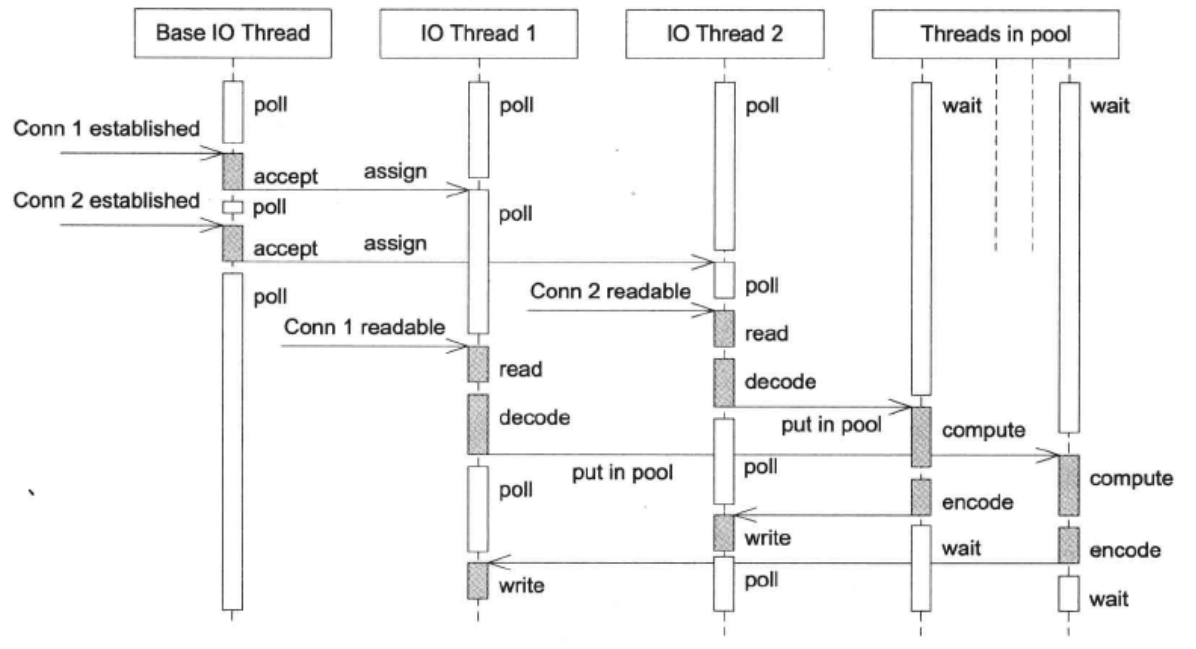 Base IO Thread
IO Thread 1
IO Thread 2
Threads in pool
poll
poll
poll
wait
wait
Conn 1 established
accept
assign
Conn 2 established
poll
poll
accept
assign
poll
poll
Conn 2 readable
Conn 1 readable
read
read
decode
decode
put in pool
compute
put in pool
poll
compute
poll
encode
write
wait
encode
poll
write
wait